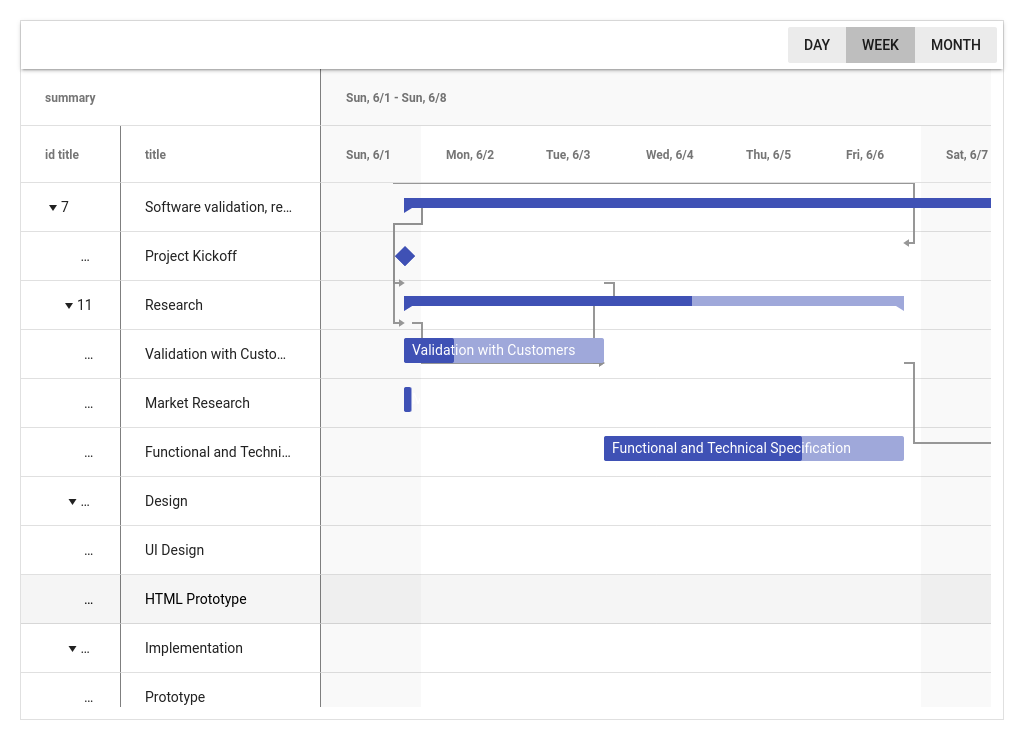 DAY WEEK MONTH
summary Sun, 6/1 - Sun, 6/8
id title title Sun, 6/1 Mon, 6/2 Tue, 6/3 Wed, 6/4 Thu, 6/5 Fri, 6/6 Sat, 6/7
7 Software validation, re…
… Project Kickoff
11 Research
… Validation with Custo… Validation with Customers
… Market Research
… Functional and Techni… Functional and Technical Specification
… Design
… UI Design
… HTML Prototype
… Implementation
… Prototype